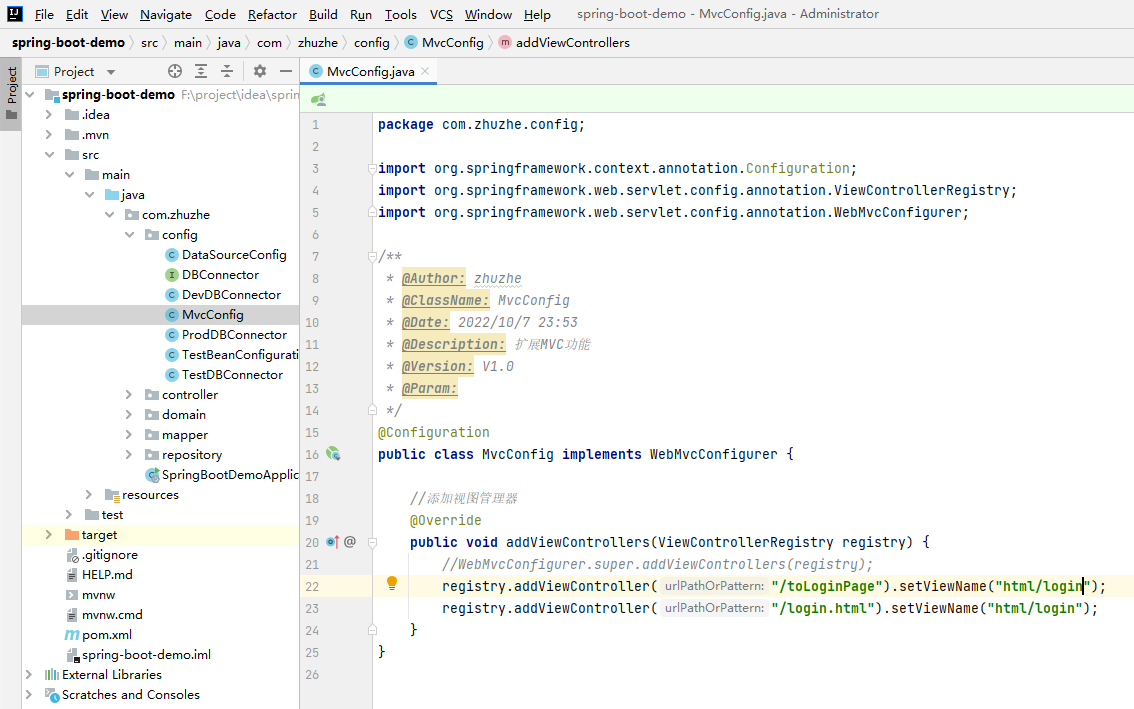 File Edit View Navigate Code Refactor Build Run Tools VCS Window Help spring-boot-demo - MvcConfig.java - Administrator
spring-boot-demo src main java com zhuzhe config MvcConfig addViewControllers
Project
Project
MvcConfig.java
spring-boot-demo F:\project\idea\sprin
.idea
.mvn
src
main
java
com.zhuzhe
config
DataSourceConfig
DBConnector
DevDBConnector
MvcConfig
ProdDBConnector
TestBeanConfigurati
TestDBConnector
controller
domain
mapper
repository
SpringBootDemoApplic
resources
test
target
.gitignore
HELP.md
mvnw
mvnw.cmd
pom.xml
spring-boot-demo.iml
External Libraries
Scratches and Consoles
1 package com.zhuzhe.config;
2
3 import org.springframework.context.annotation.Configuration;
4 import org.springframework.web.servlet.config.annotation.ViewControllerRegistry;
5 import org.springframework.web.servlet.config.annotation.WebMvcConfigurer;
6
7 /**
8 * @Author: zhuzhe
9 * @ClassName: MvcConfig
10 * @Date: 2022/10/7 23:53
11 * @Description: 扩展MVC功能
12 * @Version: V1.0
13 * @Param:
14 */
15 @Configuration
16 public class MvcConfig implements WebMvcConfigurer {
17
18 //添加视图管理器
19 @Override
20 @ public void addViewControllers(ViewControllerRegistry registry) {
21 //WebMvcConfigurer.super.addViewControllers(registry);
22 registry.addViewController( urlPathOrPattern: "/toLoginPage").setViewName("html/login");
23 registry.addViewController( urlPathOrPattern: "/login.html").setViewName("html/login");
24 }
25 }
26